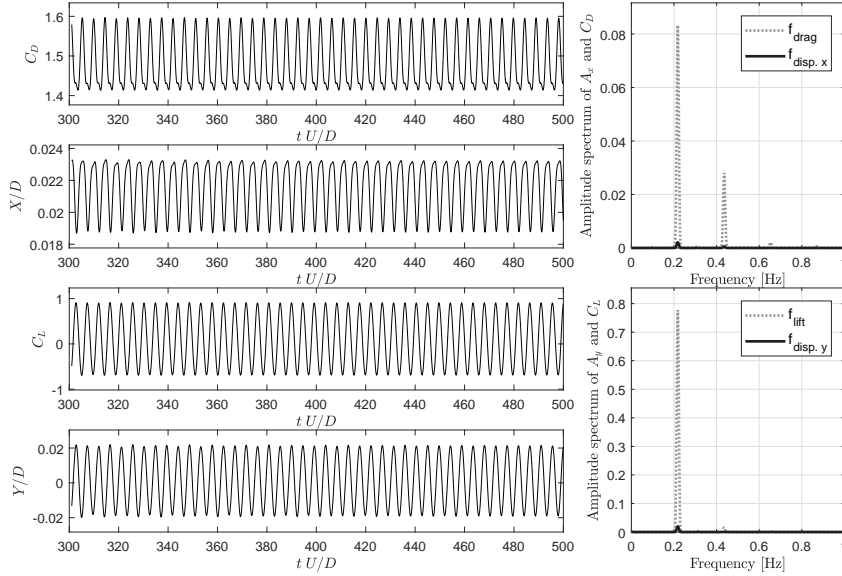 1.6
1.5
1.4
C_D
300 320 340 360 380 400 420 440 460 480 500
t U/D
0.024
0.022
0.02
0.018
X/D
300 320 340 360 380 400 420 440 460 480 500
t U/D
1
0
-1
C_L
300 320 340 360 380 400 420 440 460 480 500
t U/D
0.02
0
-0.02
Y/D
300 320 340 360 380 400 420 440 460 480 500
t U/D
Amplitude spectrum of A_x and C_D
0.08
0.06
0.04
0.02
0
f_drag
f_disp. x
0 0.2 0.4 0.6 0.8 1
Frequency [Hz]
Amplitude spectrum of A_y and C_L
0.8
0.7
0.6
0.5
0.4
0.3
0.2
0.1
0
f_lift
f_disp. y
0 0.2 0.4 0.6 0.8 1
Frequency [Hz]